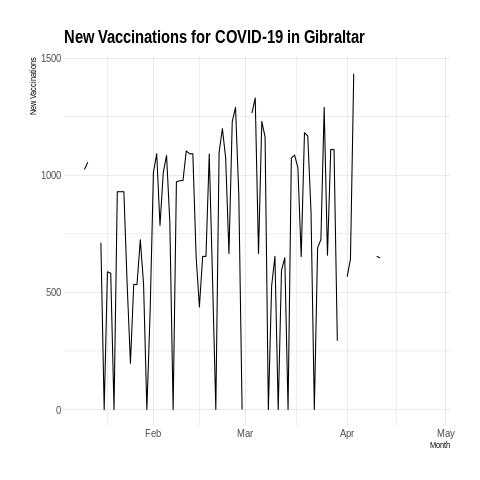 New Vaccinations for COVID-19 in Gibraltar
New Vaccinations
1500
1000
500
0
Feb Mar Apr May
Month